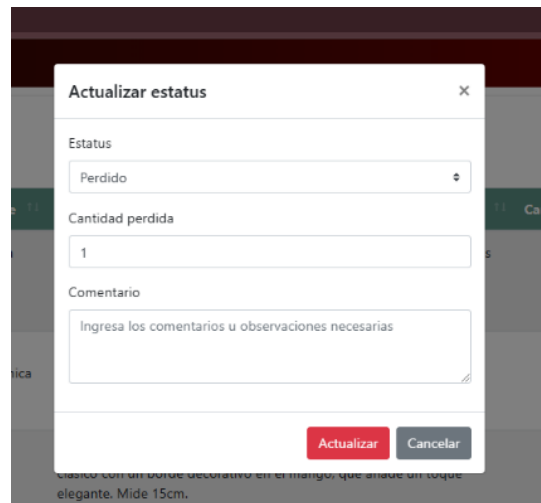 Actualizar estatus
×
Estatus
Perdido
Cantidad perdida
1
Comentario
Ingresa los comentarios u observaciones necesarias
Actualizar Cancelar
clásico con un borde decorativo en el mango, que añade un toque
elegante. Mide 15cm.